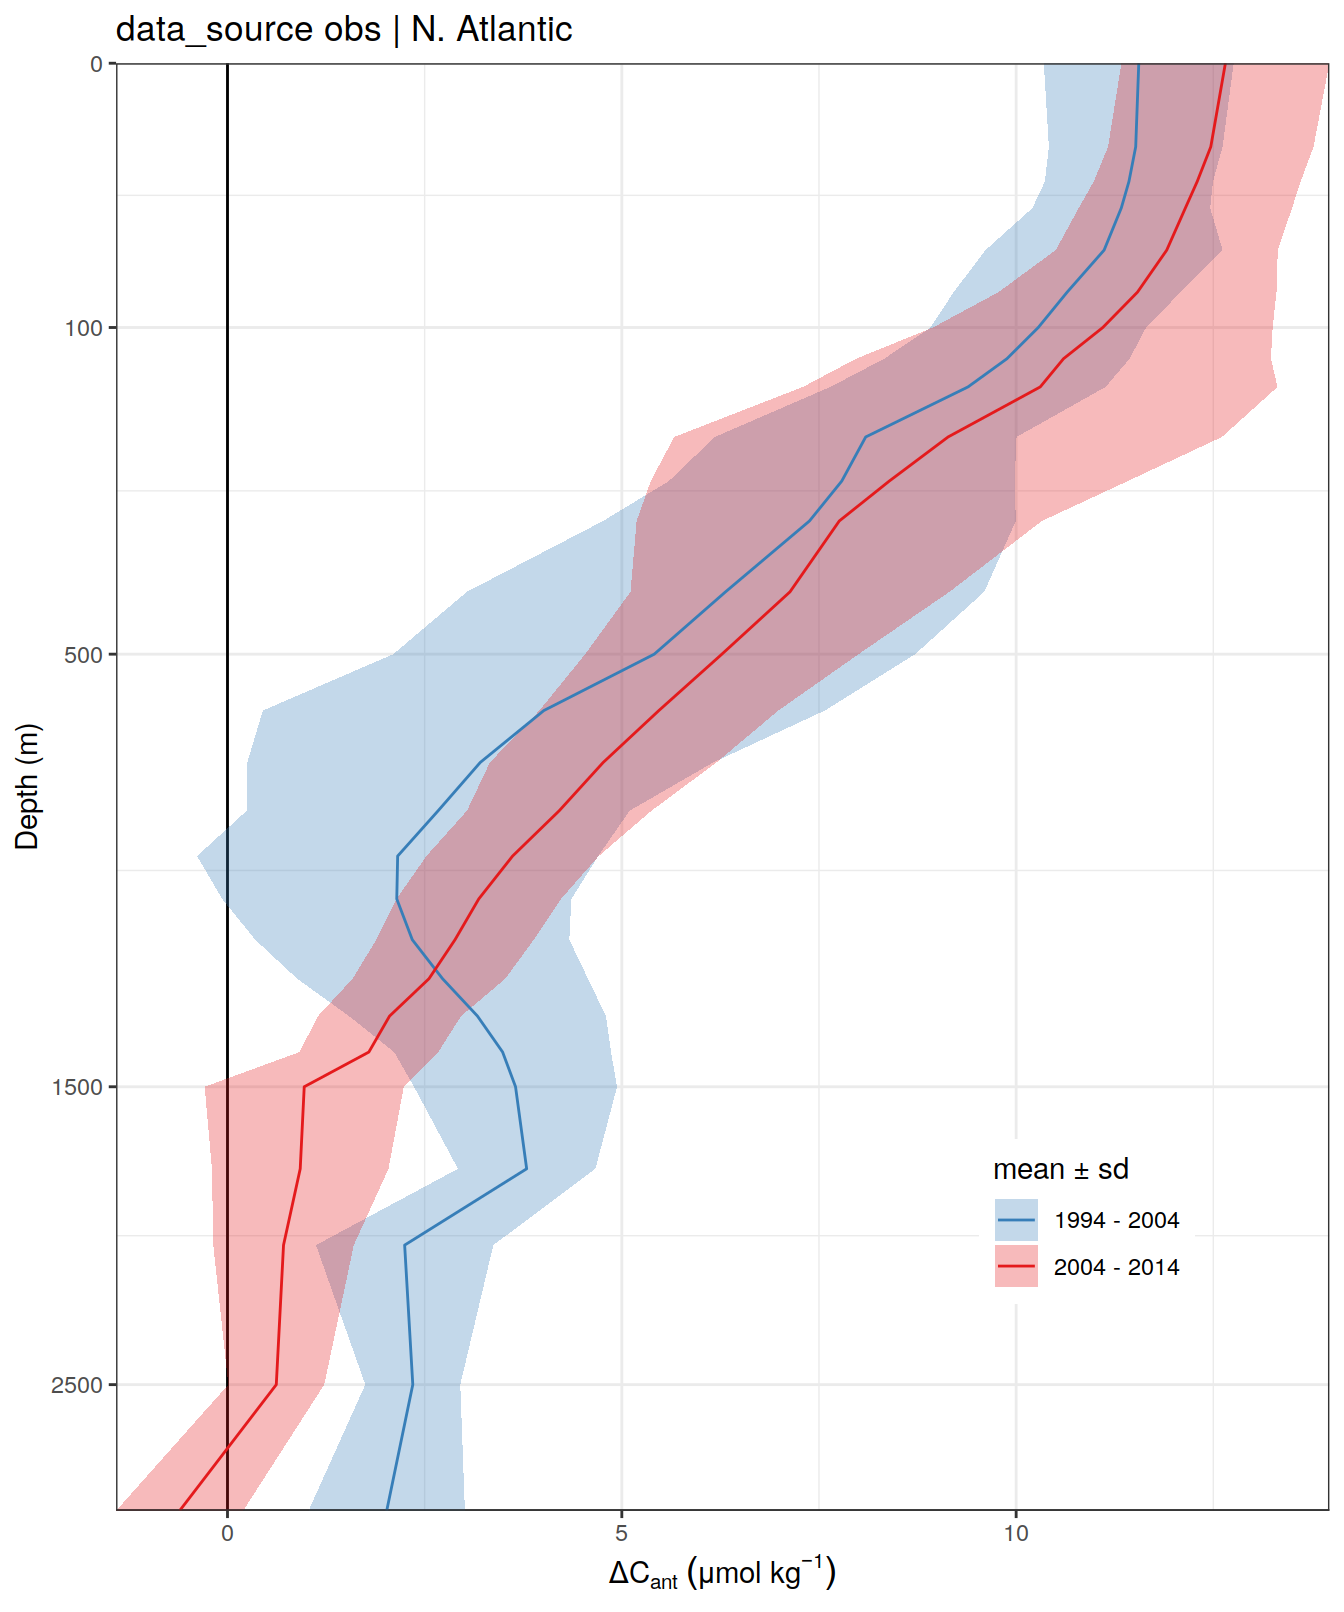 data_source obs | N. Atlantic
0
100
500
1500
2500
Depth (m)
mean ± sd
1994 - 2004
2004 - 2014
0 5 10
ΔCant (μmol kg⁻¹)